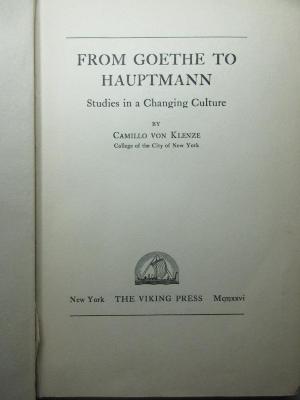 FROM GOETHE TO
HAUPTMANN
Studies in a Changing Culture
BY
CAMILLO VON KLENZE
College of the City of New York
New York THE VIKING PRESS Mcmxxvi